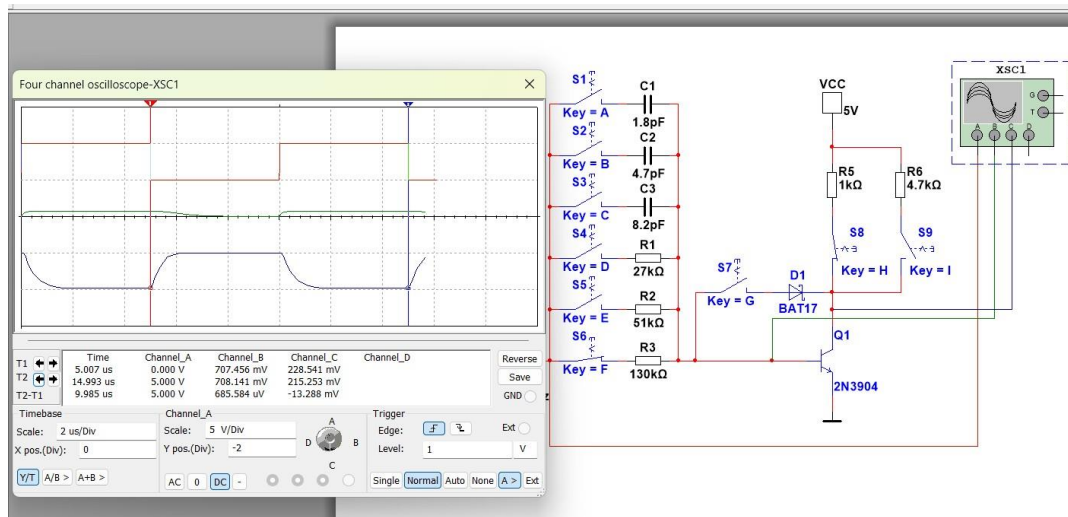 Four channel oscilloscope-XSC1
Time Channel_A Channel_B Channel_C Channel_D
T1 5.007 us 0.000 V 707.456 mV 228.541 mV
T2 14.993 us 5.000 V 708.141 mV 215.253 mV
T2-T1 9.985 us 5.000 V 685.584 uV -13.288 mV
Reverse
Save
GND
Timebase
Scale: 2 us/Div
X pos.(Div): 0
Y/T A/B > A+B >
Channel_A
Scale: 5 V/Div
Y pos.(Div): -2
AC 0 DC -
A
D B
C
Trigger
Edge: Ext
Level: 1 V
Single Normal Auto None A > Ext
S1
Key = A
C1
1.8pF
S2
Key = B
C2
4.7pF
S3
Key = C
C3
8.2pF
S4
Key = D
R1
27kΩ
S5
Key = E
R2
51kΩ
S6
Key = F
R3
130kΩ
S7
Key = G
D1
BAT17
VCC
5V
R5
1kΩ
R6
4.7kΩ
S8
Key = H
S9
Key = I
Q1
2N3904
XSC1
G
T
A B C D